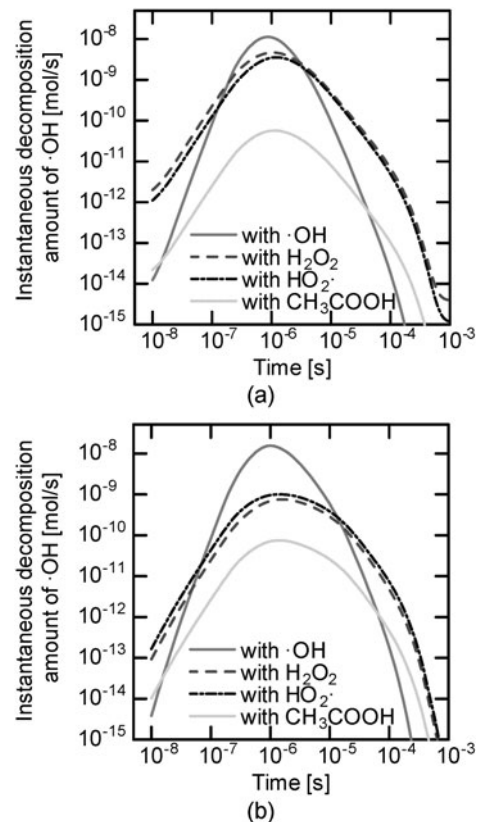 Instantaneous decomposition
amount of ·OH [mol/s]
10⁻⁸
10⁻⁹
10⁻¹⁰
10⁻¹¹
10⁻¹²
10⁻¹³
10⁻¹⁴
10⁻¹⁵
with ·OH
with H₂O₂
with HO₂·
with CH₃COOH
10⁻⁸ 10⁻⁷ 10⁻⁶ 10⁻⁵ 10⁻⁴ 10⁻³
Time [s]
(a)
Instantaneous decomposition
amount of ·OH [mol/s]
10⁻⁸
10⁻⁹
10⁻¹⁰
10⁻¹¹
10⁻¹²
10⁻¹³
10⁻¹⁴
10⁻¹⁵
with ·OH
with H₂O₂
with HO₂·
with CH₃COOH
10⁻⁸ 10⁻⁷ 10⁻⁶ 10⁻⁵ 10⁻⁴ 10⁻³
Time [s]
(b)